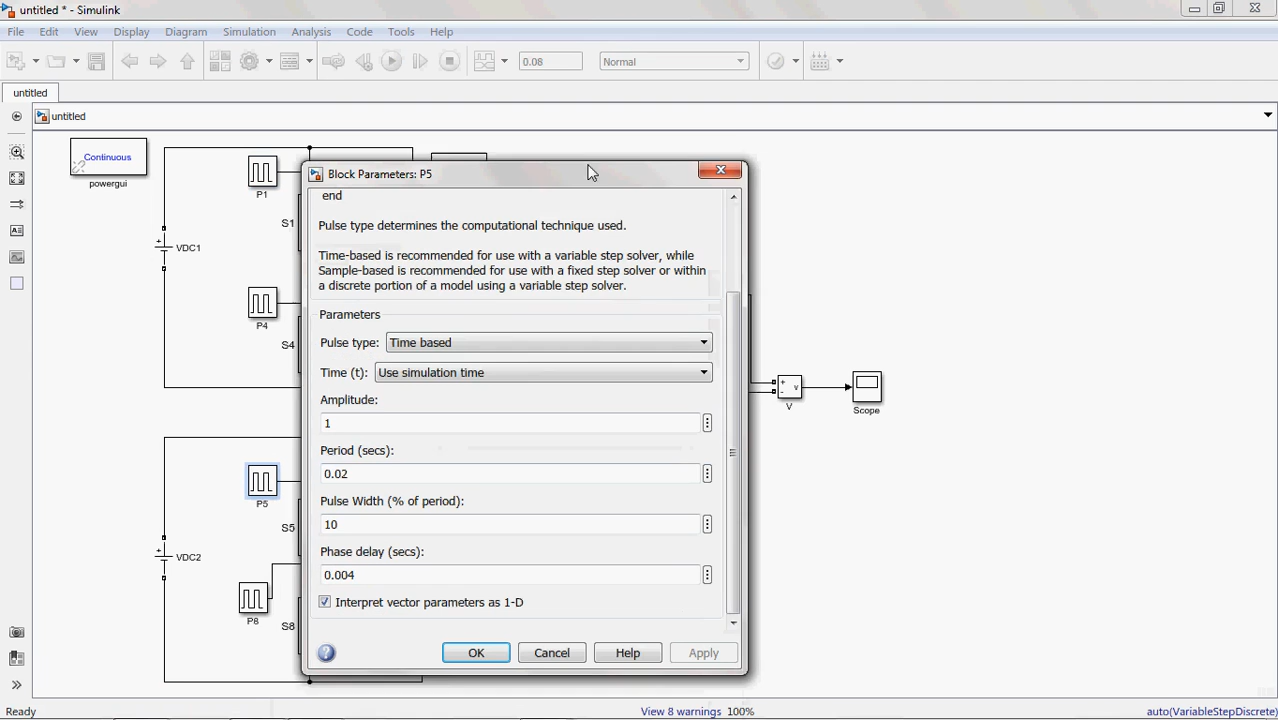 untitled * - Simulink
File Edit View Display Diagram Simulation Analysis Code Tools Help
0.08 Normal
untitled
untitled
Continuous
powergui
P1
S1
VDC1
P4
S4
P5
S5
VDC2
P8
S8
Block Parameters: P5
end
Pulse type determines the computational technique used.
Time-based is recommended for use with a variable step solver, while
Sample-based is recommended for use with a fixed step solver or within
a discrete portion of a model using a variable step solver.
Parameters
Pulse type: Time based
Time (t): Use simulation time
Amplitude:
1
Period (secs):
0.02
Pulse Width (% of period):
10
Phase delay (secs):
0.004
Interpret vector parameters as 1-D
OK Cancel Help Apply
+ v
-
V
Scope
Ready View 8 warnings 100% auto(VariableStepDiscrete)